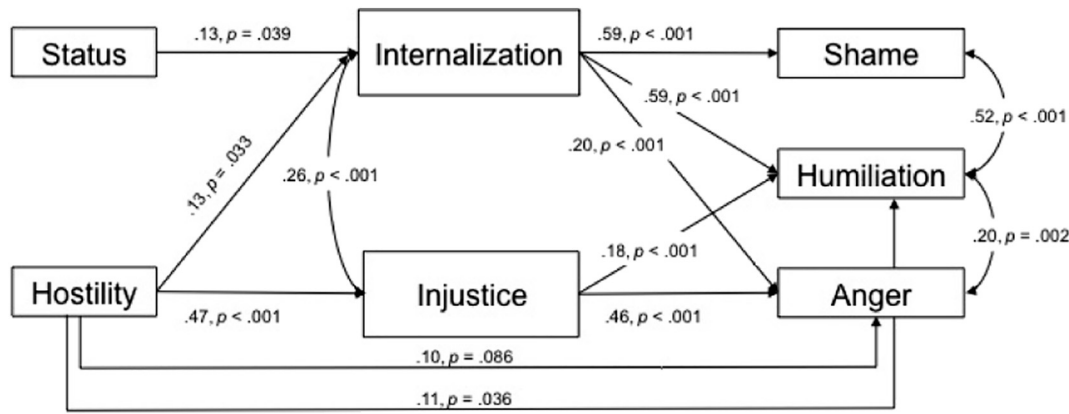 .13, p = .039
.59, p < .001
Status
Internalization
Shame
.59, p < .001
.52, p < .001
.20, p < .001
.13, p = .033
.26, p < .001
Humiliation
.20, p = .002
.18, p < .001
Hostility
Injustice
Anger
.47, p < .001
.46, p < .001
.10, p = .086
.11, p = .036